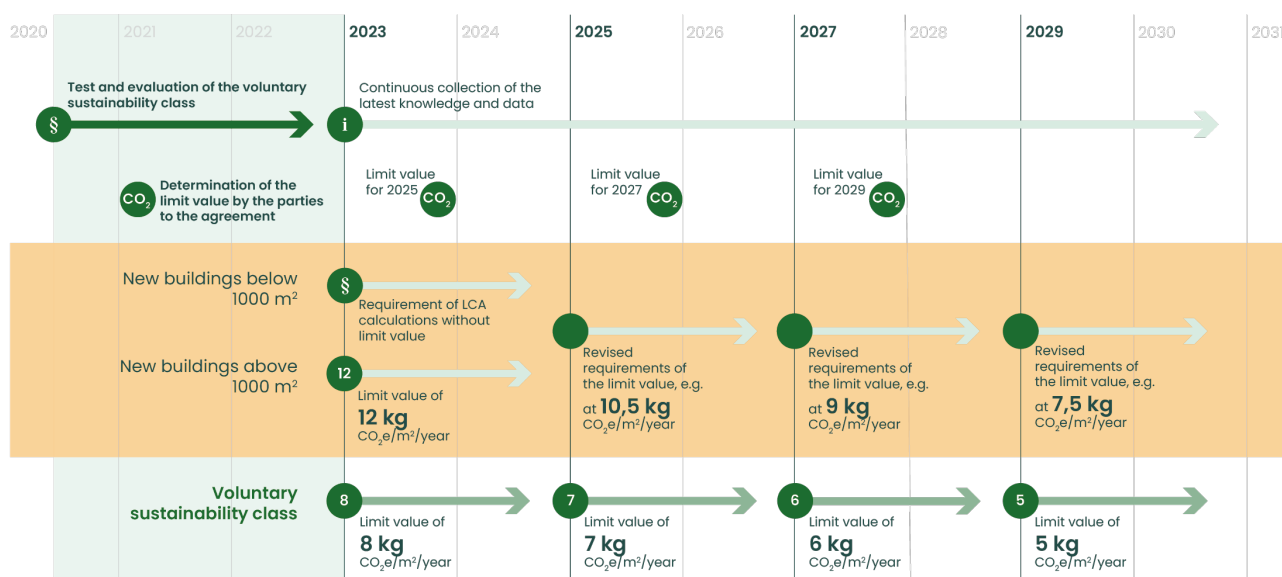 2020 2021 2022 2023 2024 2025 2026 2027 2028 2029 2030 2031
Test and evaluation of the voluntary
sustainability class
Continuous collection of the
latest knowledge and data
§
i
CO₂
Determination of the
limit value by the parties
to the agreement
Limit value
for 2025
CO₂
Limit value
for 2027
CO₂
Limit value
for 2029
CO₂
New buildings below
1000 m²
§
Requirement of LCA
calculations without
limit value
New buildings above
1000 m²
12
Limit value of
12 kg
CO₂e/m²/year
Revised
requirements of
the limit value, e.g.
at 10,5 kg
CO₂e/m²/year
Revised
requirements of
the limit value, e.g.
at 9 kg
CO₂e/m²/year
Revised
requirements of
the limit value, e.g.
at 7,5 kg
CO₂e/m²/year
Voluntary
sustainability class
8
Limit value of
8 kg
CO₂e/m²/year
7
Limit value of
7 kg
CO₂e/m²/year
6
Limit value of
6 kg
CO₂e/m²/year
5
Limit value of
5 kg
CO₂e/m²/year